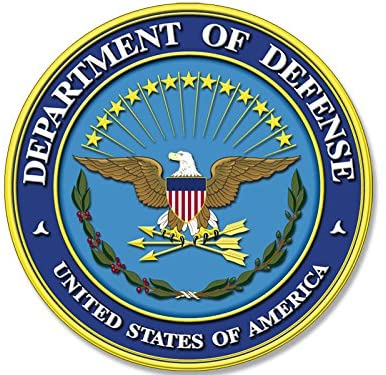 DEPARTMENT OF DEFENSE
UNITED STATES OF AMERICA